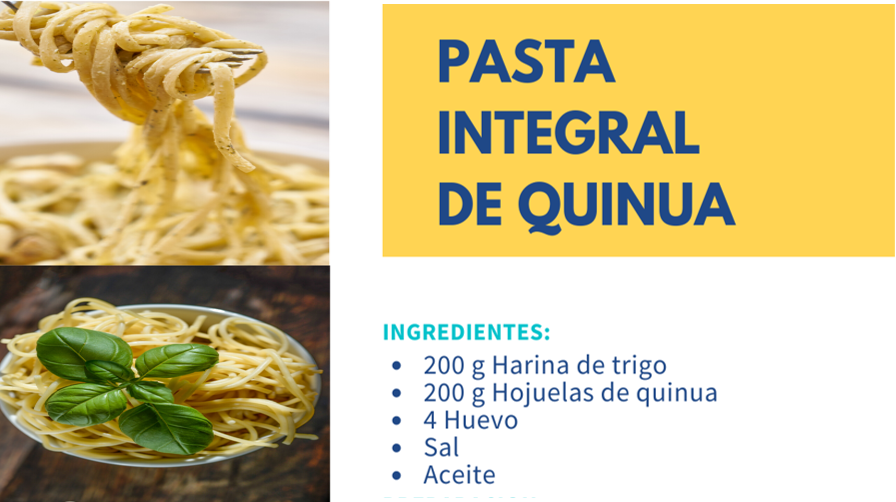 PASTA
INTEGRAL
DE QUINUA
INGREDIENTES:
200 g Harina de trigo
200 g Hojuelas de quinua
4 Huevo
Sal
Aceite